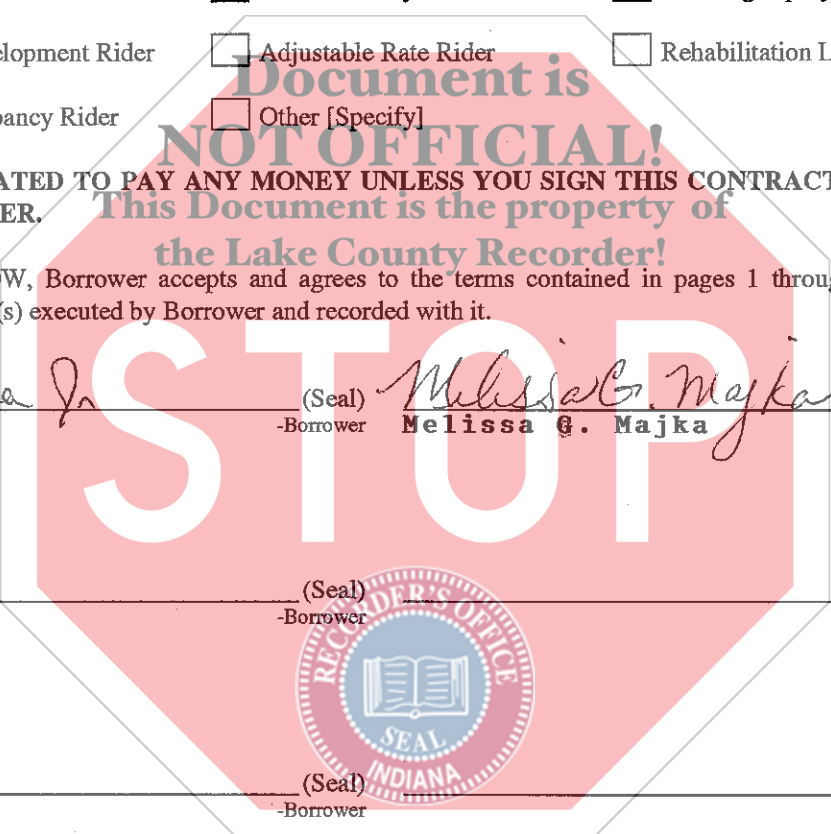 elopment Rider Adjustable Rate Rider Rehabilitation L
Document is
pancy Rider Other [Specify]
NOT OFFICIAL!
ATED TO PAY ANY MONEY UNLESS YOU SIGN THIS CONTRACT
This Document is the property of
ER.
the Lake County Recorder!
W, Borrower accepts and agrees to the terms contained in pages 1 throu
(s) executed by Borrower and recorded with it.
STOP
Jr (Seal) Melissa G. Majka
-Borrower Melissa G. Majka
(Seal)
-Borrower
RECORDER'S OFFICE
SEAL
INDIANA
(Seal)
-Borrower